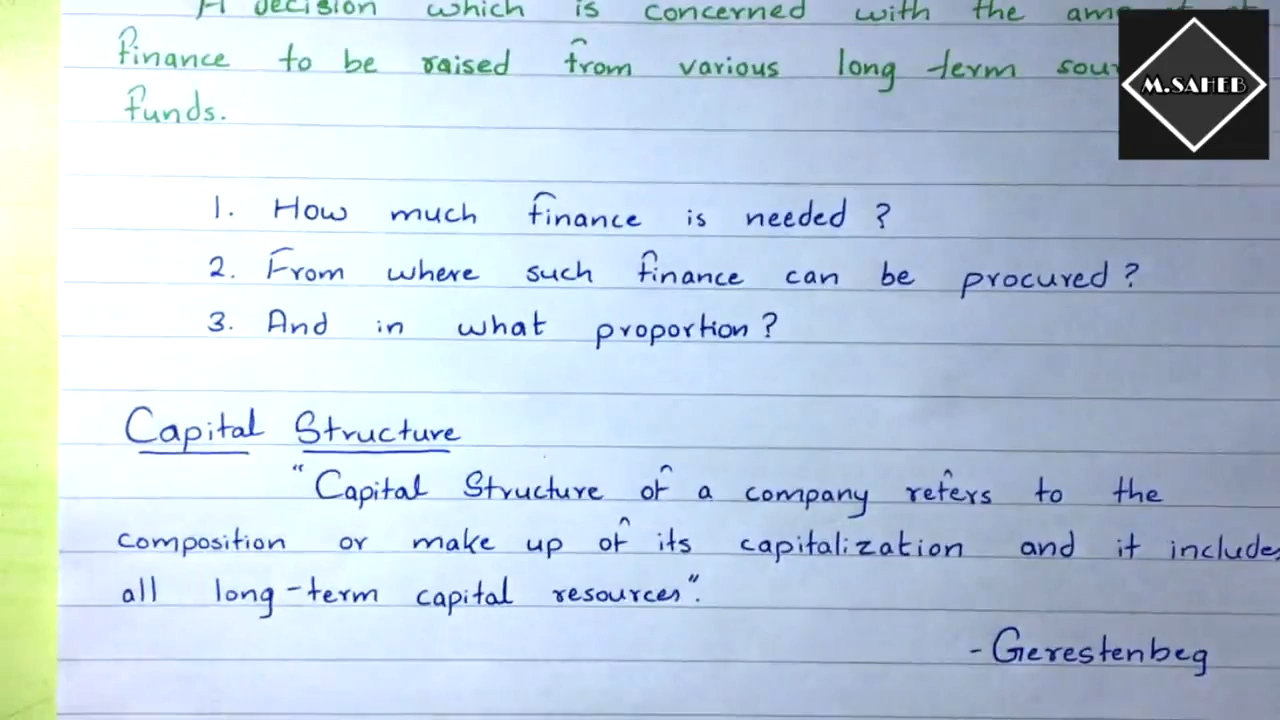 A decision which is concerned with the
finance to be raised from various long term
funds.
M.SAHEB
1. How much finance is needed ?
2. From where such finance can be procured ?
3. And in what proportion ?
Capital Structure
"Capital Structure of a company refers to the
composition or make up of its capitalization and it includes
all long-term capital resources".
- Gerestenbeg